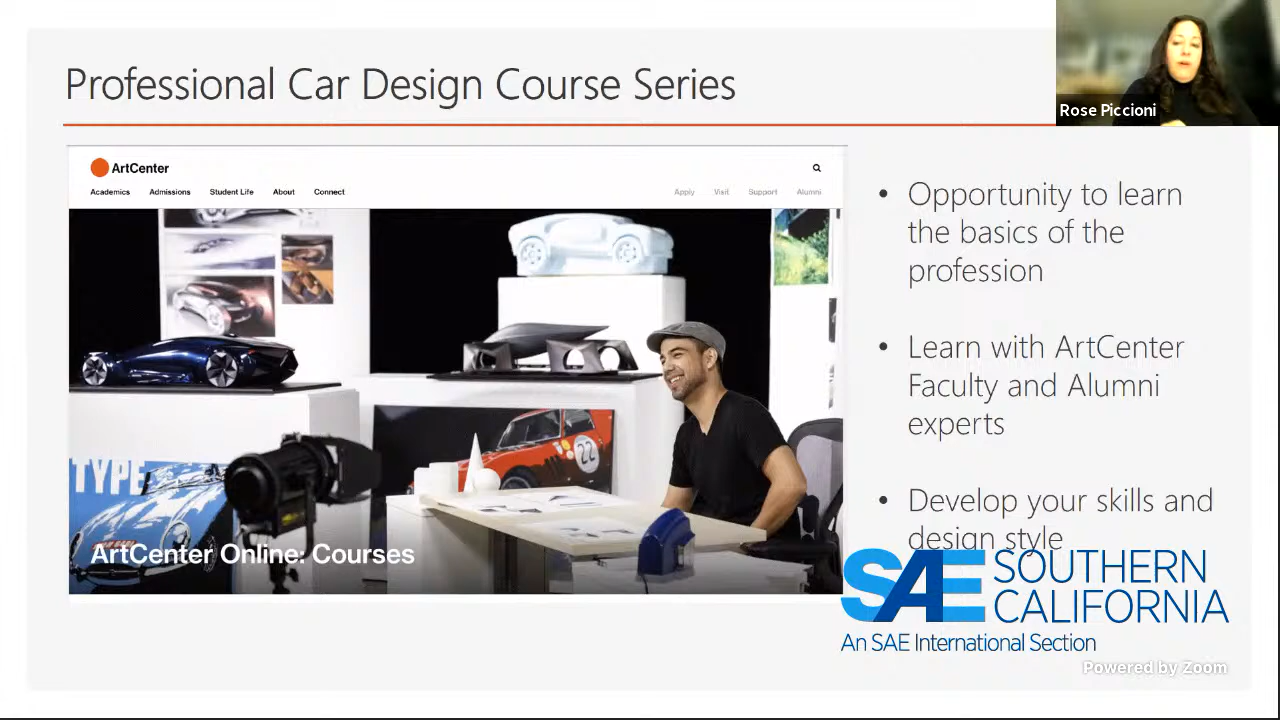 Professional Car Design Course Series
Rose Piccioni
ArtCenter
Academics Admissions Student Life About Connect
Apply Visit Support Alumni
22
TYPE
ArtCenter Online: Courses
• Opportunity to learn
the basics of the
profession
• Learn with ArtCenter
Faculty and Alumni
experts
• Develop your skills and
design style
SAE SOUTHERN
CALIFORNIA
An SAE International Section
Powered by Zoom